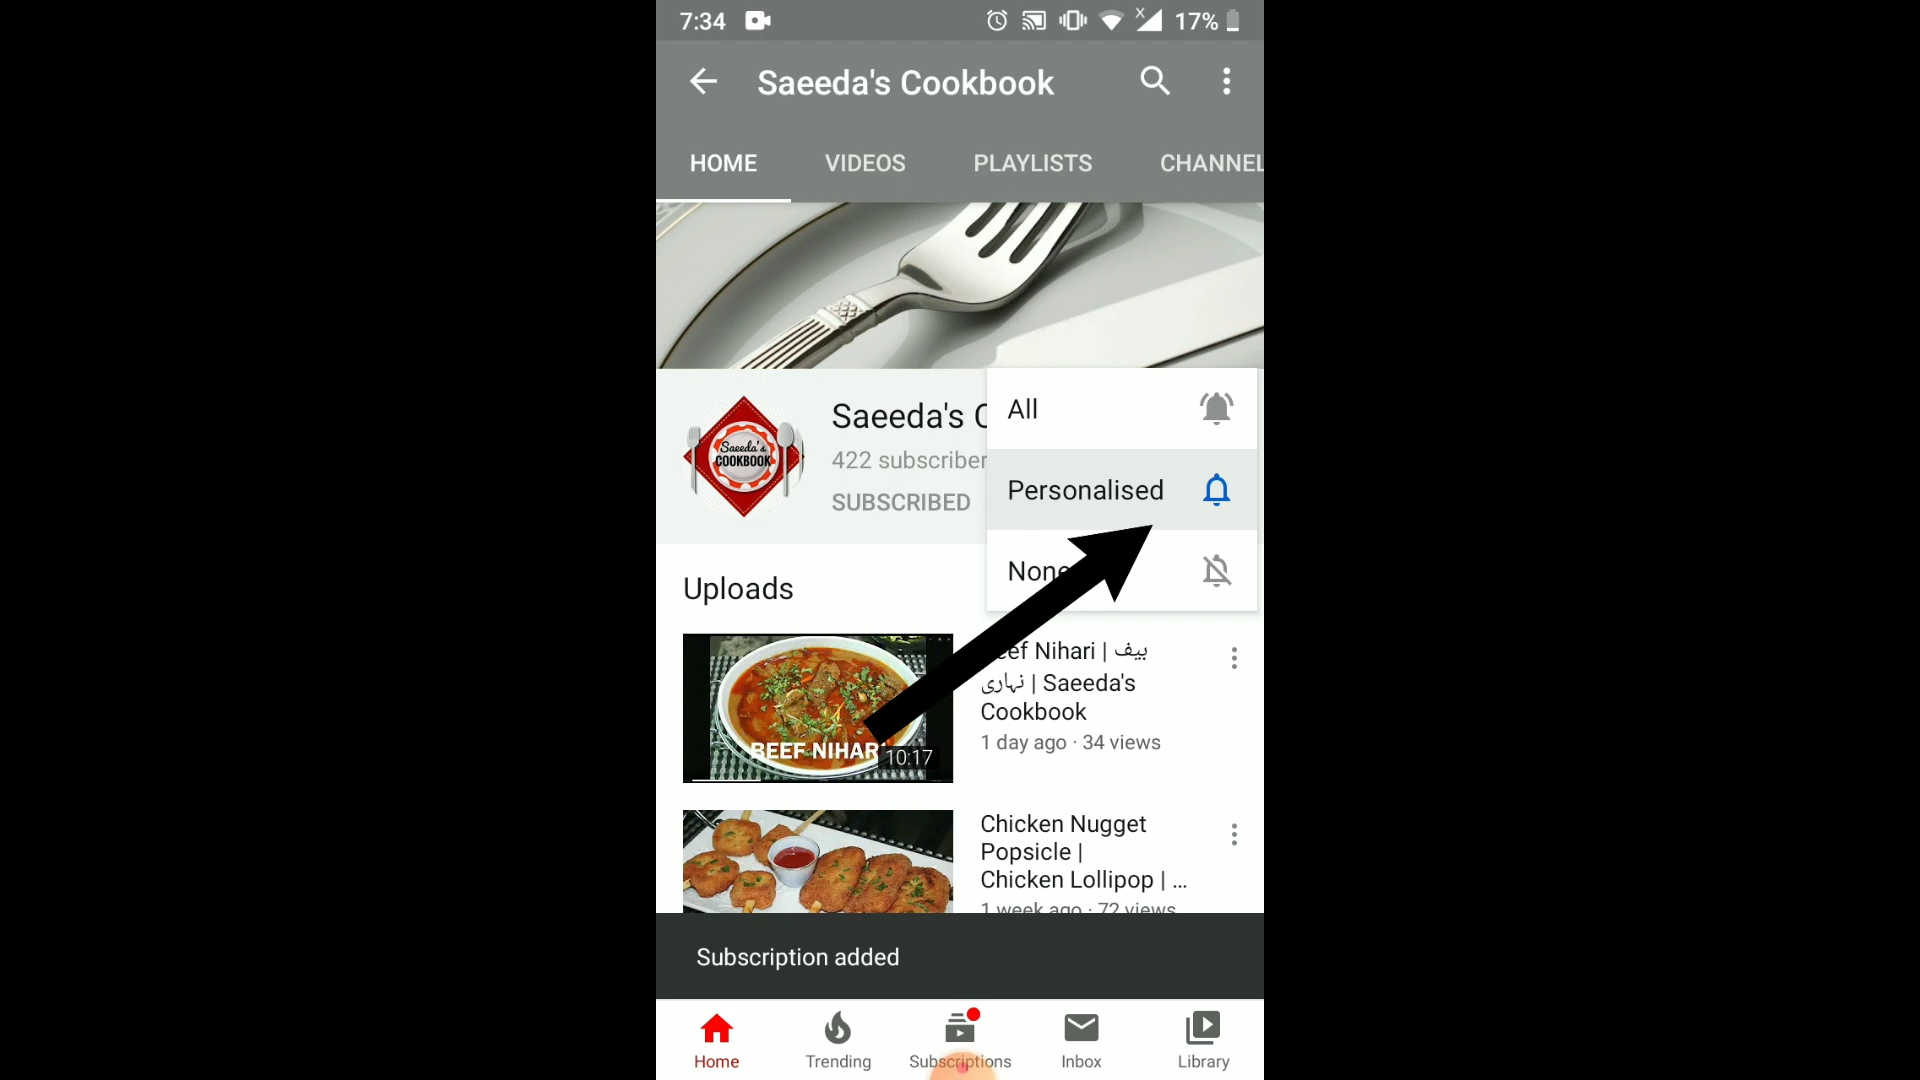 7:34
17%
Saeeda's Cookbook
HOME VIDEOS PLAYLISTS CHANNEL
Saeeda's C
422 subscriber
SUBSCRIBED
Saeeda's
COOKBOOK
All
Personalised
None
Uploads
BEEF NIHARI
10:17
Beef Nihari | بیف
نہاری | Saeeda's
Cookbook
1 day ago · 34 views
Chicken Nugget
Popsicle |
Chicken Lollipop | ...
1 week ago · 72 views
Subscription added
Home Trending Subscriptions Inbox Library